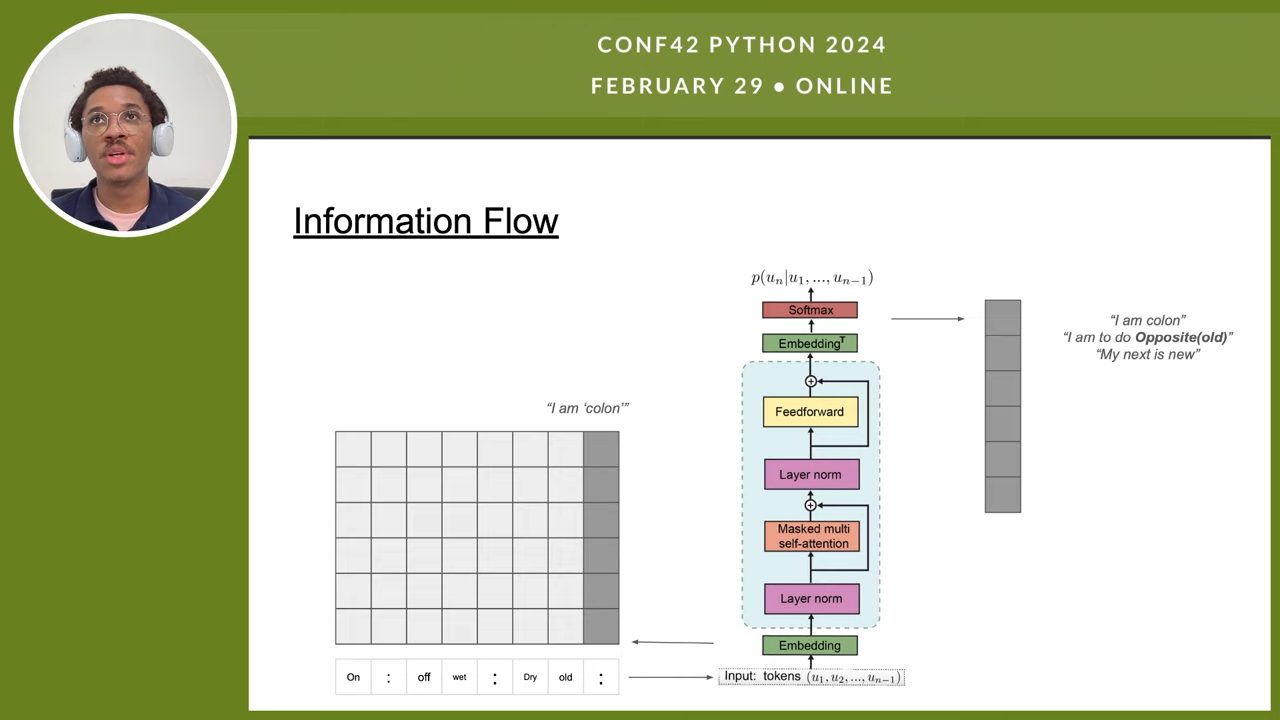 CONF42 PYTHON 2024
FEBRUARY 29 ● ONLINE
Information Flow
p(uₙ|u₁, ..., uₙ₋₁)
Softmax
Embeddingᵀ
"I am colon"
"I am to do Opposite(old)"
"My next is new"
+
Feedforward
"I am 'colon'"
Layer norm
+
Masked multi
self-attention
Layer norm
Embedding
On : off wet : Dry old :
Input: tokens (u₁, u₂, ..., uₙ₋₁)